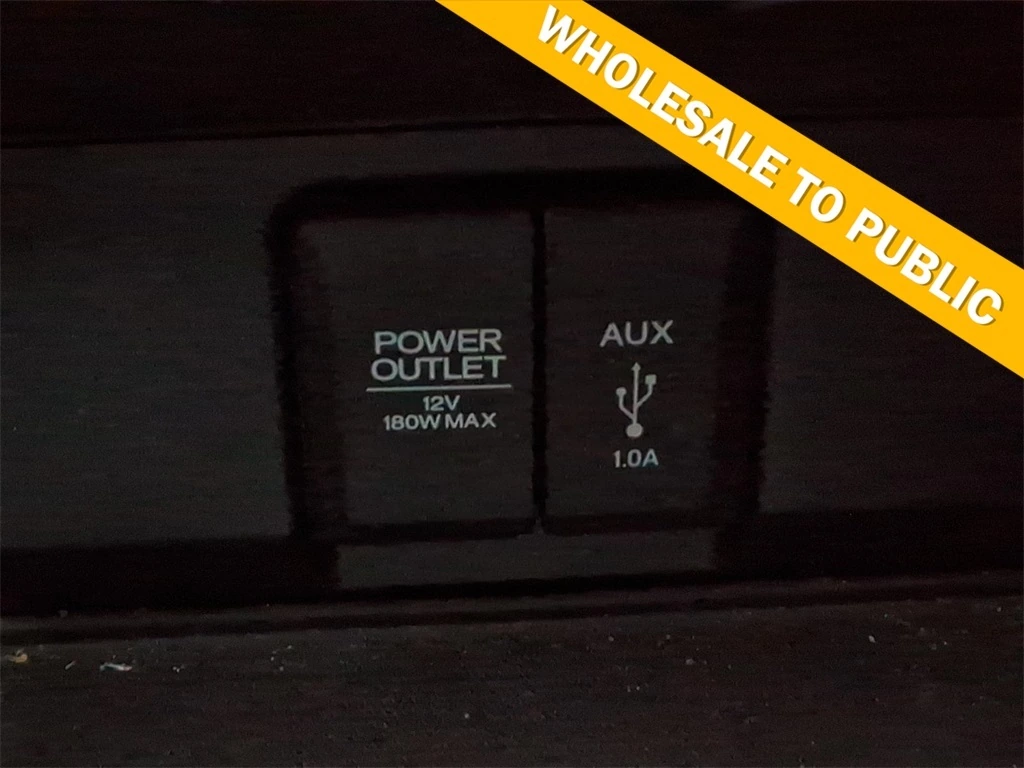 WHOLESALE TO PUBLIC
POWER
OUTLET
12V
180W MAX
AUX
1.0A